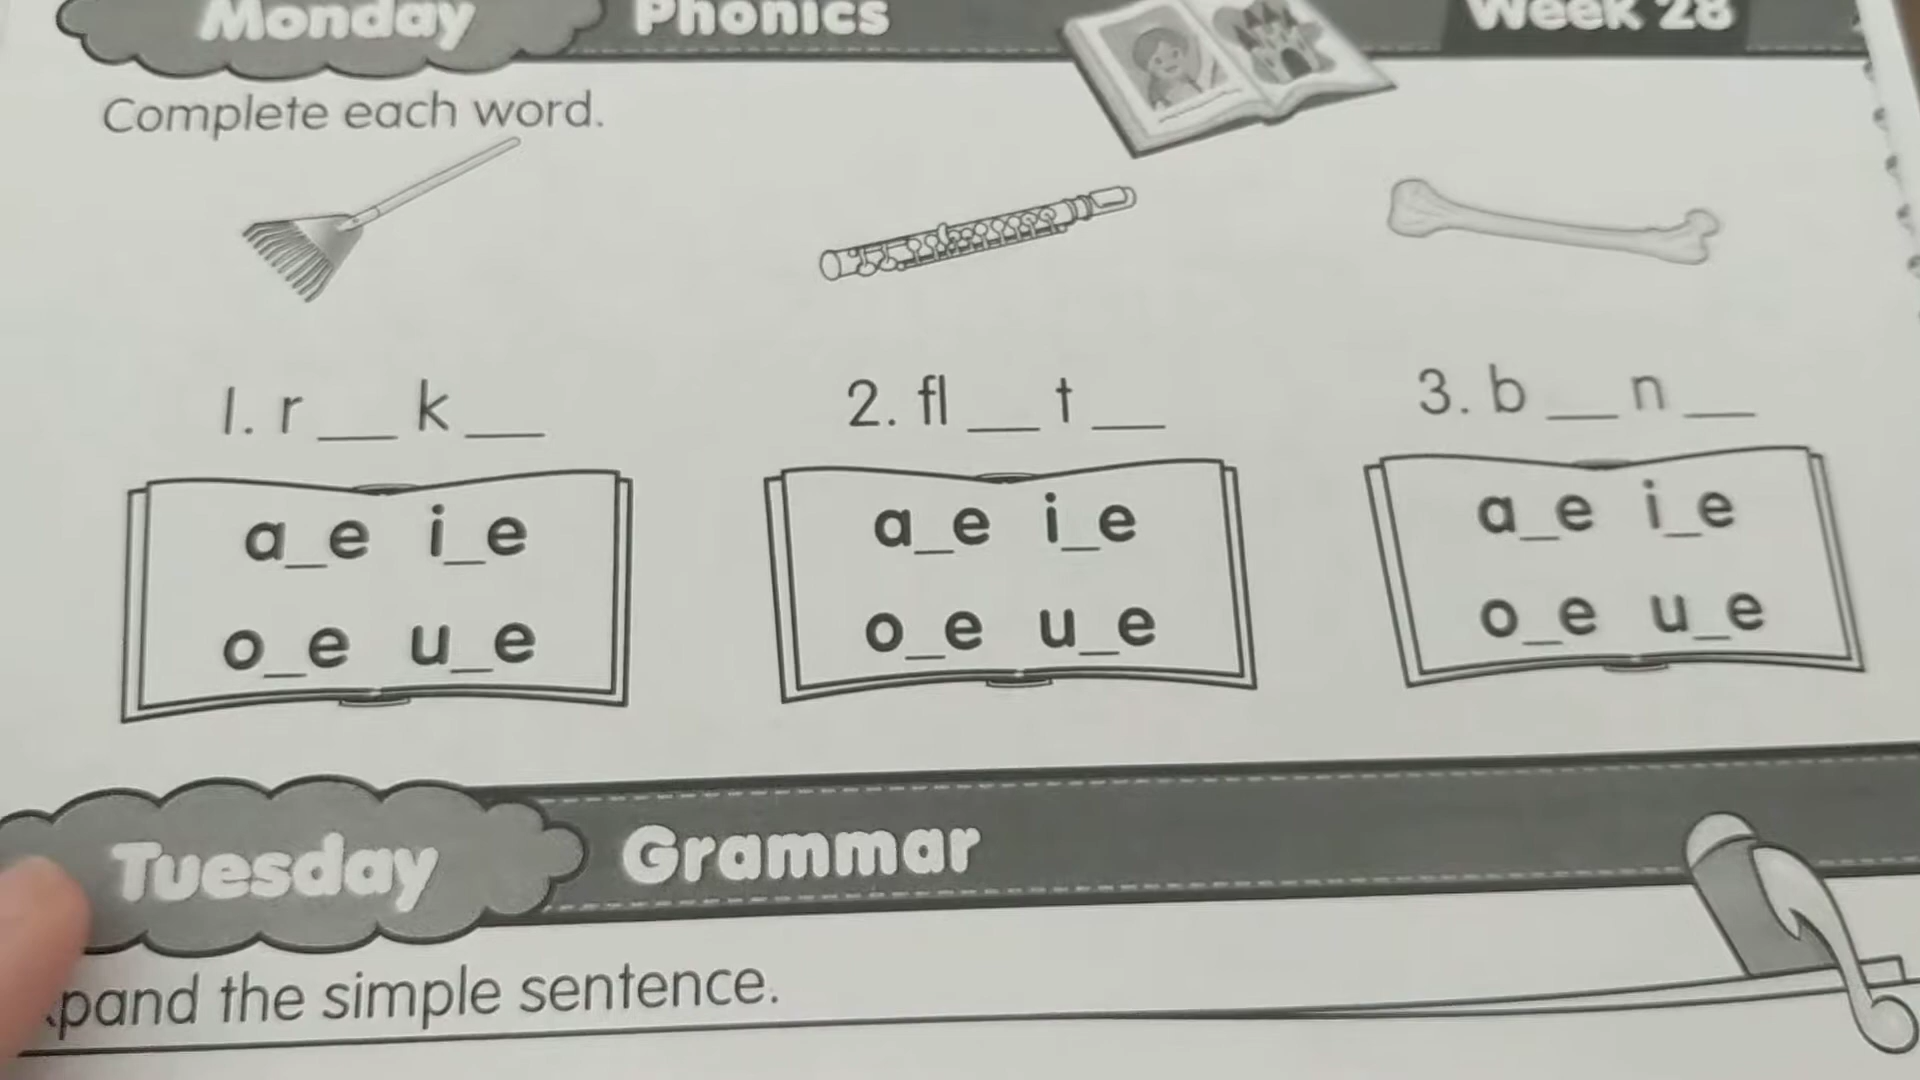 Monday Phonics Week 28
Complete each word.
1. r __ k __ 2. fl __ t __ 3. b __ n __
a_e i_e a_e i_e a_e i_e
o_e u_e o_e u_e o_e u_e
Tuesday Grammar
pand the simple sentence.